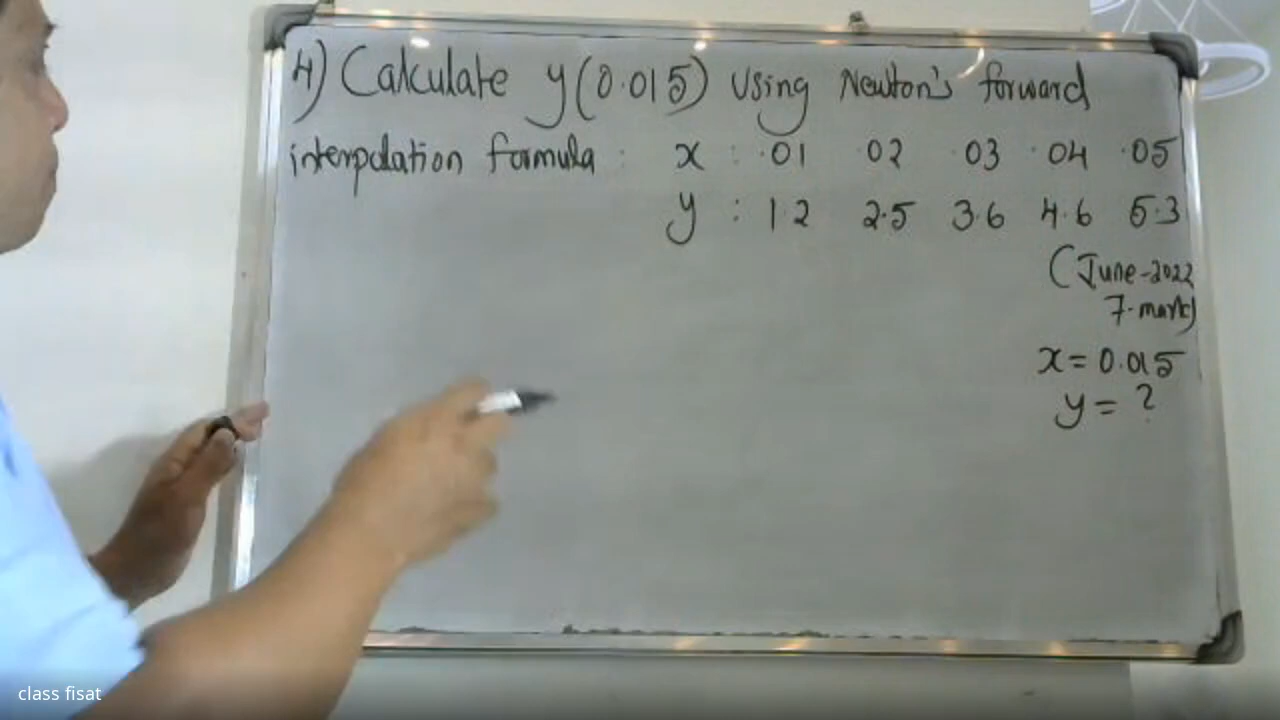 4) Calculate y(0.015) using Newton's forward
interpolation formula : x : .01 02 .03 .04 .05
y : 1.2 2.5 3.6 4.6 5.3
(June-2022
7-mark)
x = 0.015
y = ?
class fisat